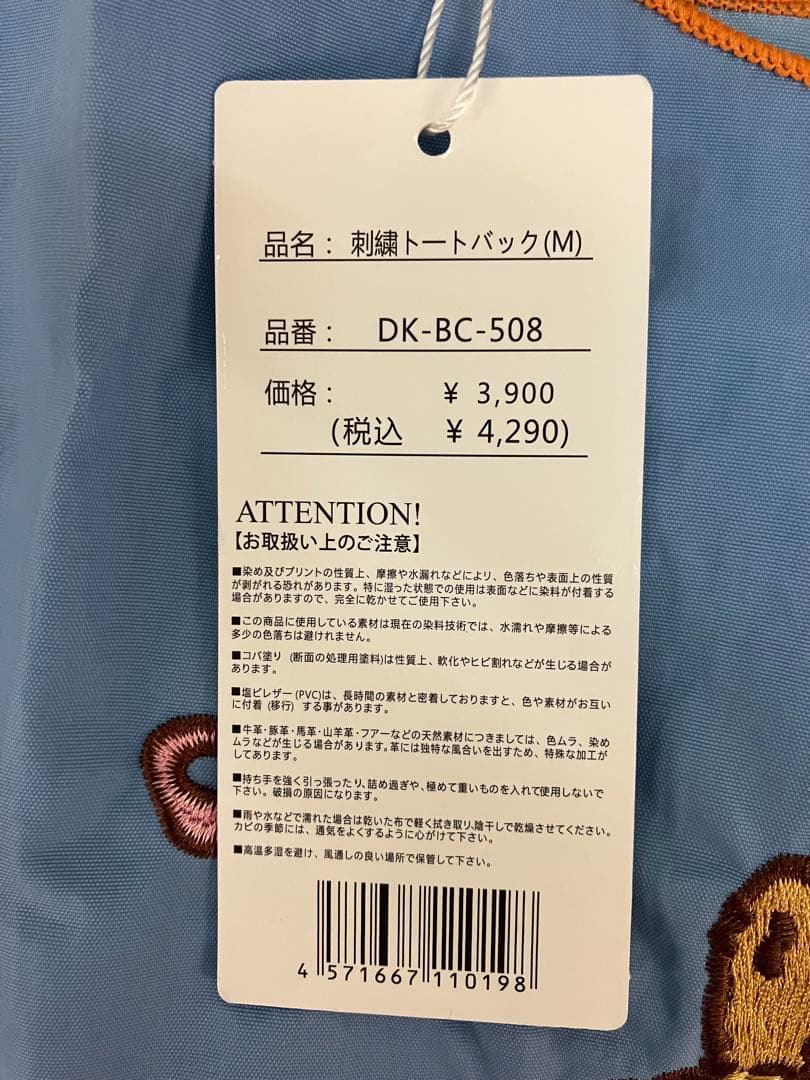 品名： 刺繍トートバック(M)
品番： DK-BC-508
価格： ¥ 3,900
(税込 ¥ 4,290)
ATTENTION!
【お取扱い上のご注意】
■染め及びプリントの性質上、摩擦や水漏れなどにより、色落ちや表面上の性質
が剥がれる恐れがあります。特に湿った状態での使用は表面などに染料が付着する
場合がありますので、完全に乾かせてご使用下さい。
■この商品に使用している素材は現在の染料技術では、水濡れや摩擦等による
多少の色落ちは避けれません。
■コバ塗り (断面の処理用塗料)は性質上、軟化やヒビ割れなどが生じる場合が
あります。
■塩ビレザー(PVC)は、長時間の素材と密着しておりますと、色や素材がお互い
に付着 (移行) する事があります。
■牛革・豚革・馬革・山羊革・フアーなどの天然素材につきましては、色ムラ、染め
ムラなどが生じる場合があります。革には独特な風合いを出すため、特殊な加工が
してあります。
■持ち手を強く引っ張ったり、詰め過ぎや、極めて重いものを入れて使用しないで
下さい。破損の原因になります。
■雨や水などで濡れた場合は乾いた布で軽く拭き取り、陰干しで乾燥させてください。
カビの季節には、通気をよくするように心がけて下さい。
■高温多湿を避け、風通しの良い場所で保管して下さい。
4 571667 110198